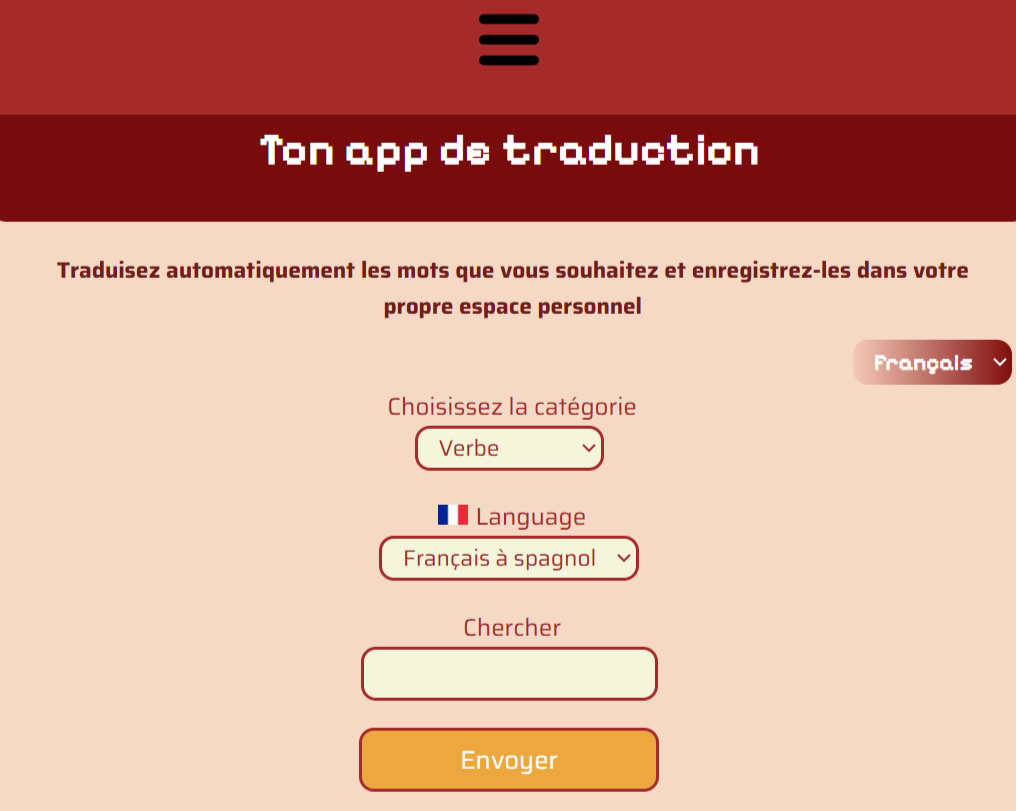 Ton app de traduction
Traduisez automatiquement les mots que vous souhaitez et enregistrez-les dans votre
propre espace personnel
Français
Choisissez la catégorie
Verbe
Language
Français à spagnol
Chercher
Envoyer